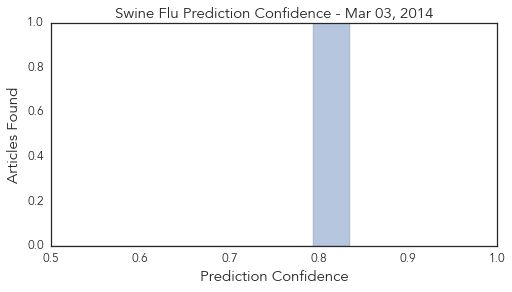 Swine Flu Prediction Confidence - Mar 03, 2014
Articles Found
1.0
0.8
0.6
0.4
0.2
0.0
0.5 0.6 0.7 0.8 0.9 1.0
Prediction Confidence